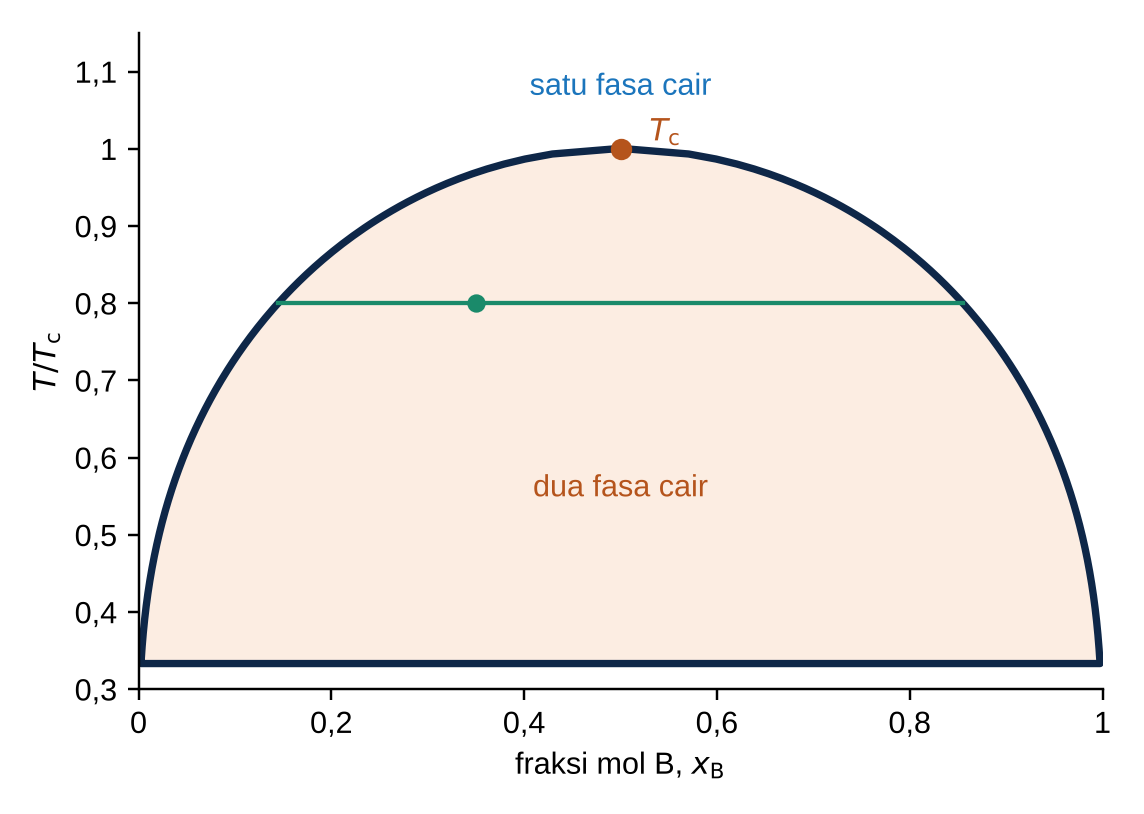 1,1
1
0,9
0,8
0,7
0,6
0,5
0,4
0,3
T/Tc
satu fasa cair
Tc
dua fasa cair
0 0,2 0,4 0,6 0,8 1
fraksi mol B, xB